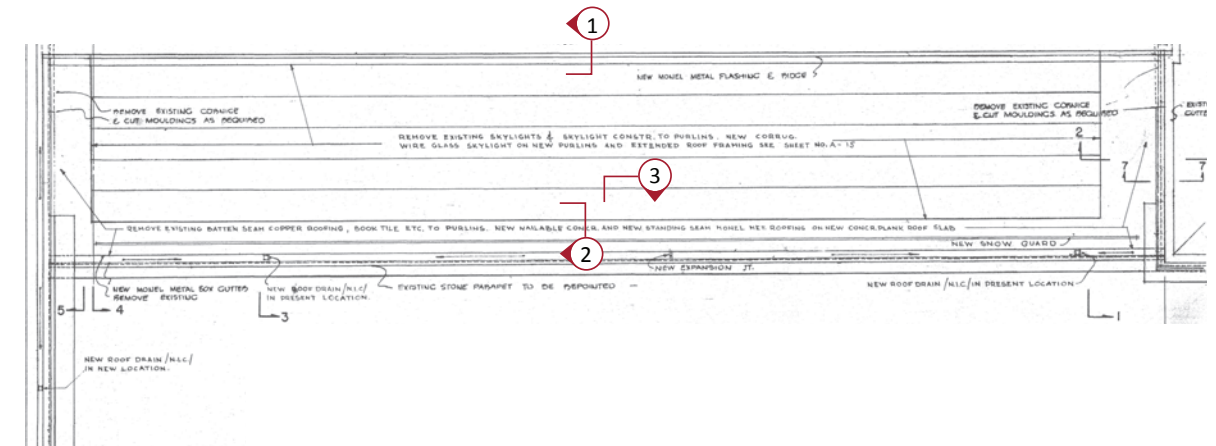 1
NEW MONEL METAL FLASHING & RIDGE
REMOVE EXISTING CORNICE
& CUT MOULDINGS AS REQUIRED
REMOVE EXISTING CORNICE
& CUT MOULDINGS AS REQUIRED
REMOVE EXISTING SKYLIGHTS & SKYLIGHT CONSTR. TO PURLINS. NEW CORRUG.
WIRE GLASS SKYLIGHT ON NEW PURLINS AND EXTENDED ROOF FRAMING SEE SHEET NO. A-15
2
7
7
3
REMOVE EXISTING BATTEN SEAM COPPER ROOFING, BOOK TILE ETC. TO PURLINS. NEW NAILABLE CONCR. AND NEW STANDING SEAM MONEL MET. ROOFING ON NEW CONCR. PLANK ROOF SLAB
NEW SNOW GUARD
2
NEW EXPANSION JT.
NEW MONEL METAL BOX GUTTER
REMOVE EXISTING
NEW ROOF DRAIN /N.I.C./
IN PRESENT LOCATION.
EXISTING STONE PARAPET TO BE REPOINTED
NEW ROOF DRAIN /N.I.C./ IN PRESENT LOCATION
5
4
3
1
NEW ROOF DRAIN /N.I.C./
IN NEW LOCATION.